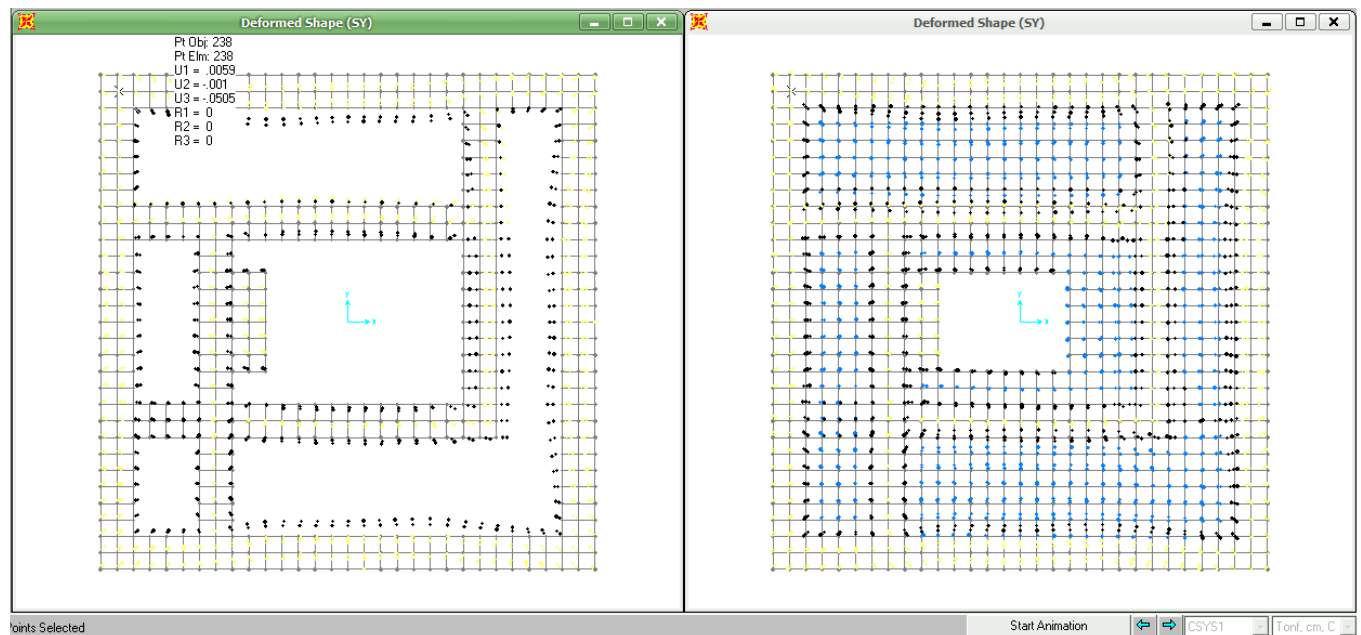 Deformed Shape (SY)
Pt Obj: 238
Pt Elm: 238
U1 = .0059
U2 = -.001
U3 = -.0505
R1 = 0
R2 = 0
R3 = 0
Y
X
Deformed Shape (SY)
Y
X
Points Selected
Start Animation
CSYS1
Tonf, cm, C